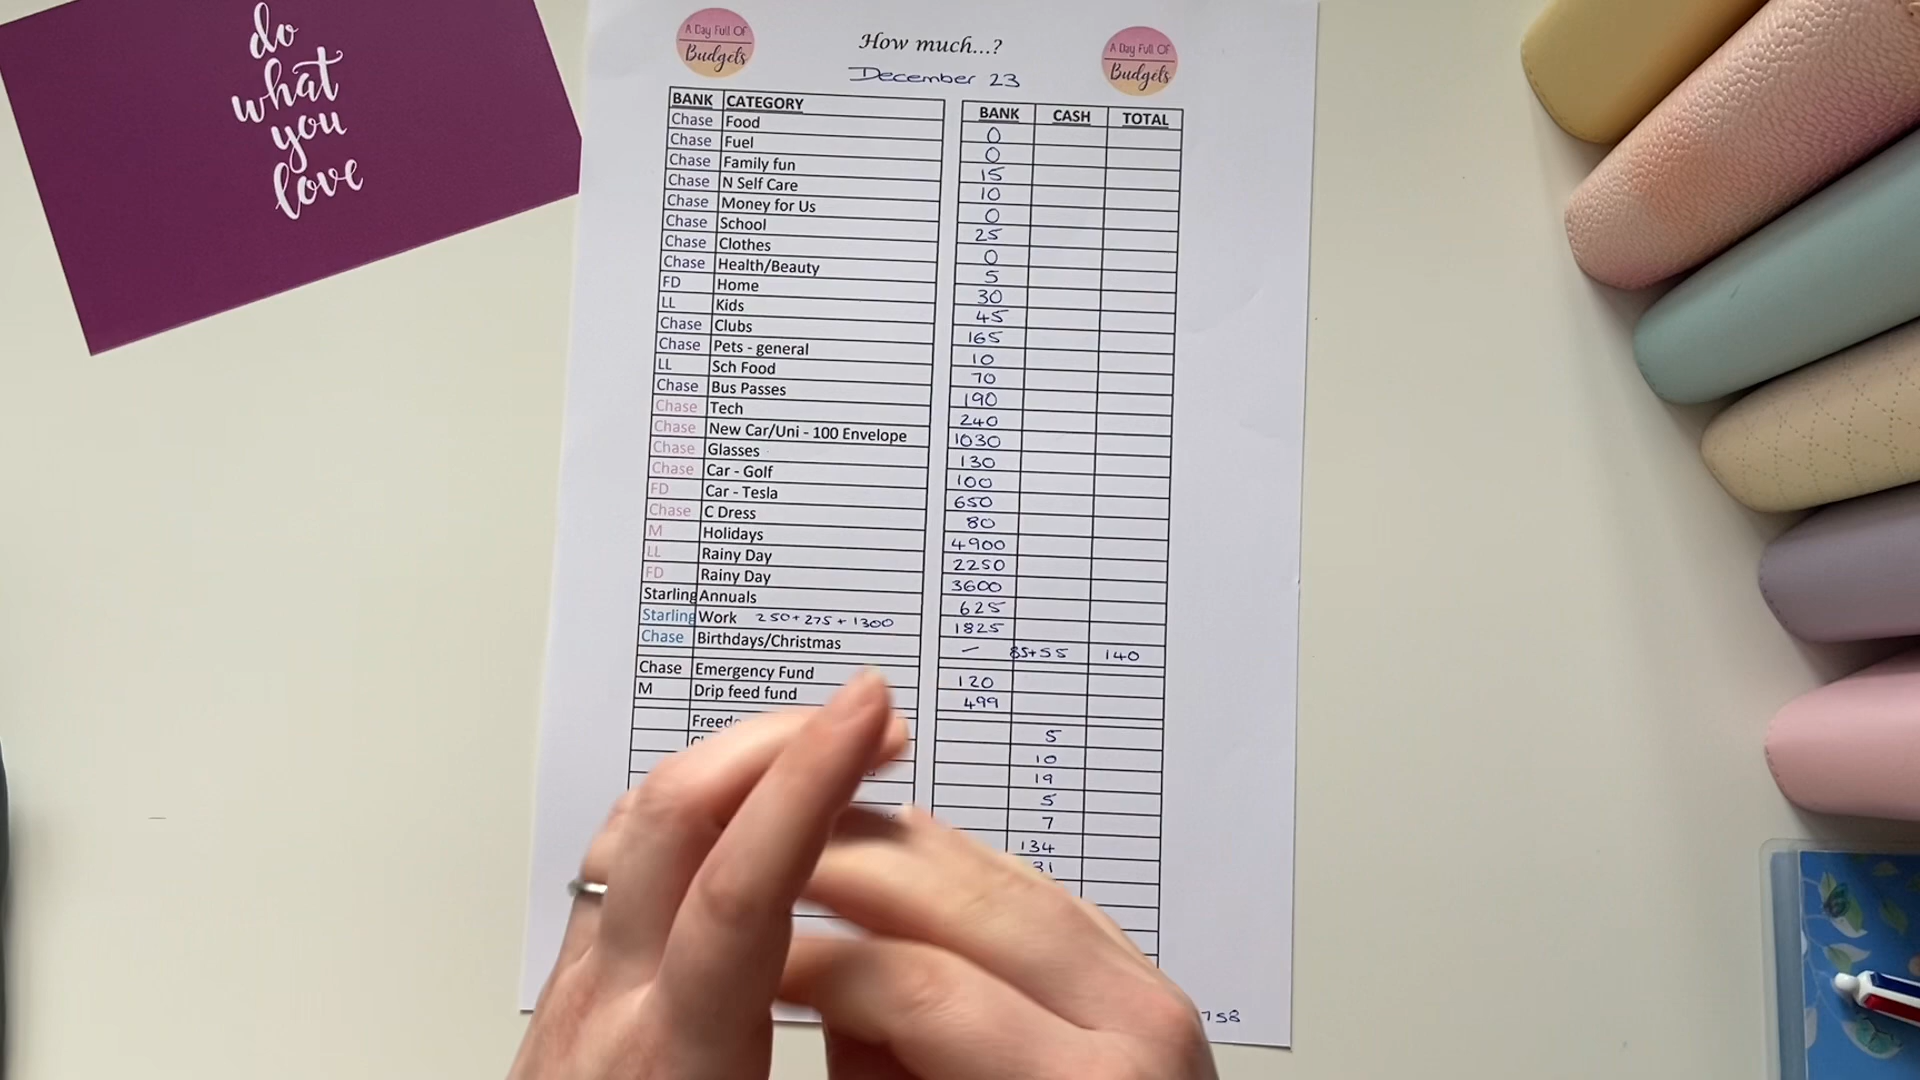 do
what
you
love
A Day Full Of
Budgets
How much...?
December 23
A Day Full Of
Budgets
BANK CATEGORY BANK CASH TOTAL
Chase Food 0
Chase Fuel 0
Chase Family fun 15
Chase N Self Care 10
Chase Money for Us 0
Chase School 25
Chase Clothes 0
Chase Health/Beauty 5
FD Home 30
LL Kids 45
Chase Clubs 165
Chase Pets - general 10
LL Sch Food 70
Chase Bus Passes 190
Chase Tech 240
Chase New Car/Uni - 100 Envelope 1030
Chase Glasses 130
Chase Car - Golf 100
FD Car - Tesla 650
Chase C Dress 80
M Holidays 4900
LL Rainy Day 2250
FD Rainy Day 3600
Starling Annuals 625
Starling Work 250+275+1300 1825
Chase Birthdays/Christmas — 85+55 140
Chase Emergency Fund 120
M Drip feed fund 499
5
10
19
5
7
134
31
758